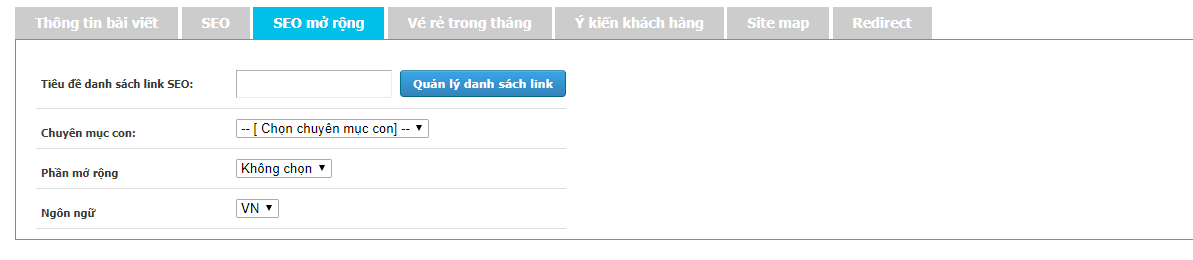 Thông tin bài viết SEO SEO mở rộng Vé rẻ trong tháng Ý kiến khách hàng Site map Redirect
Tiêu đề danh sách link SEO: Quản lý danh sách link
Chuyên mục con: -- [ Chọn chuyên mục con] --
Phần mở rộng Không chọn
Ngôn ngữ VN